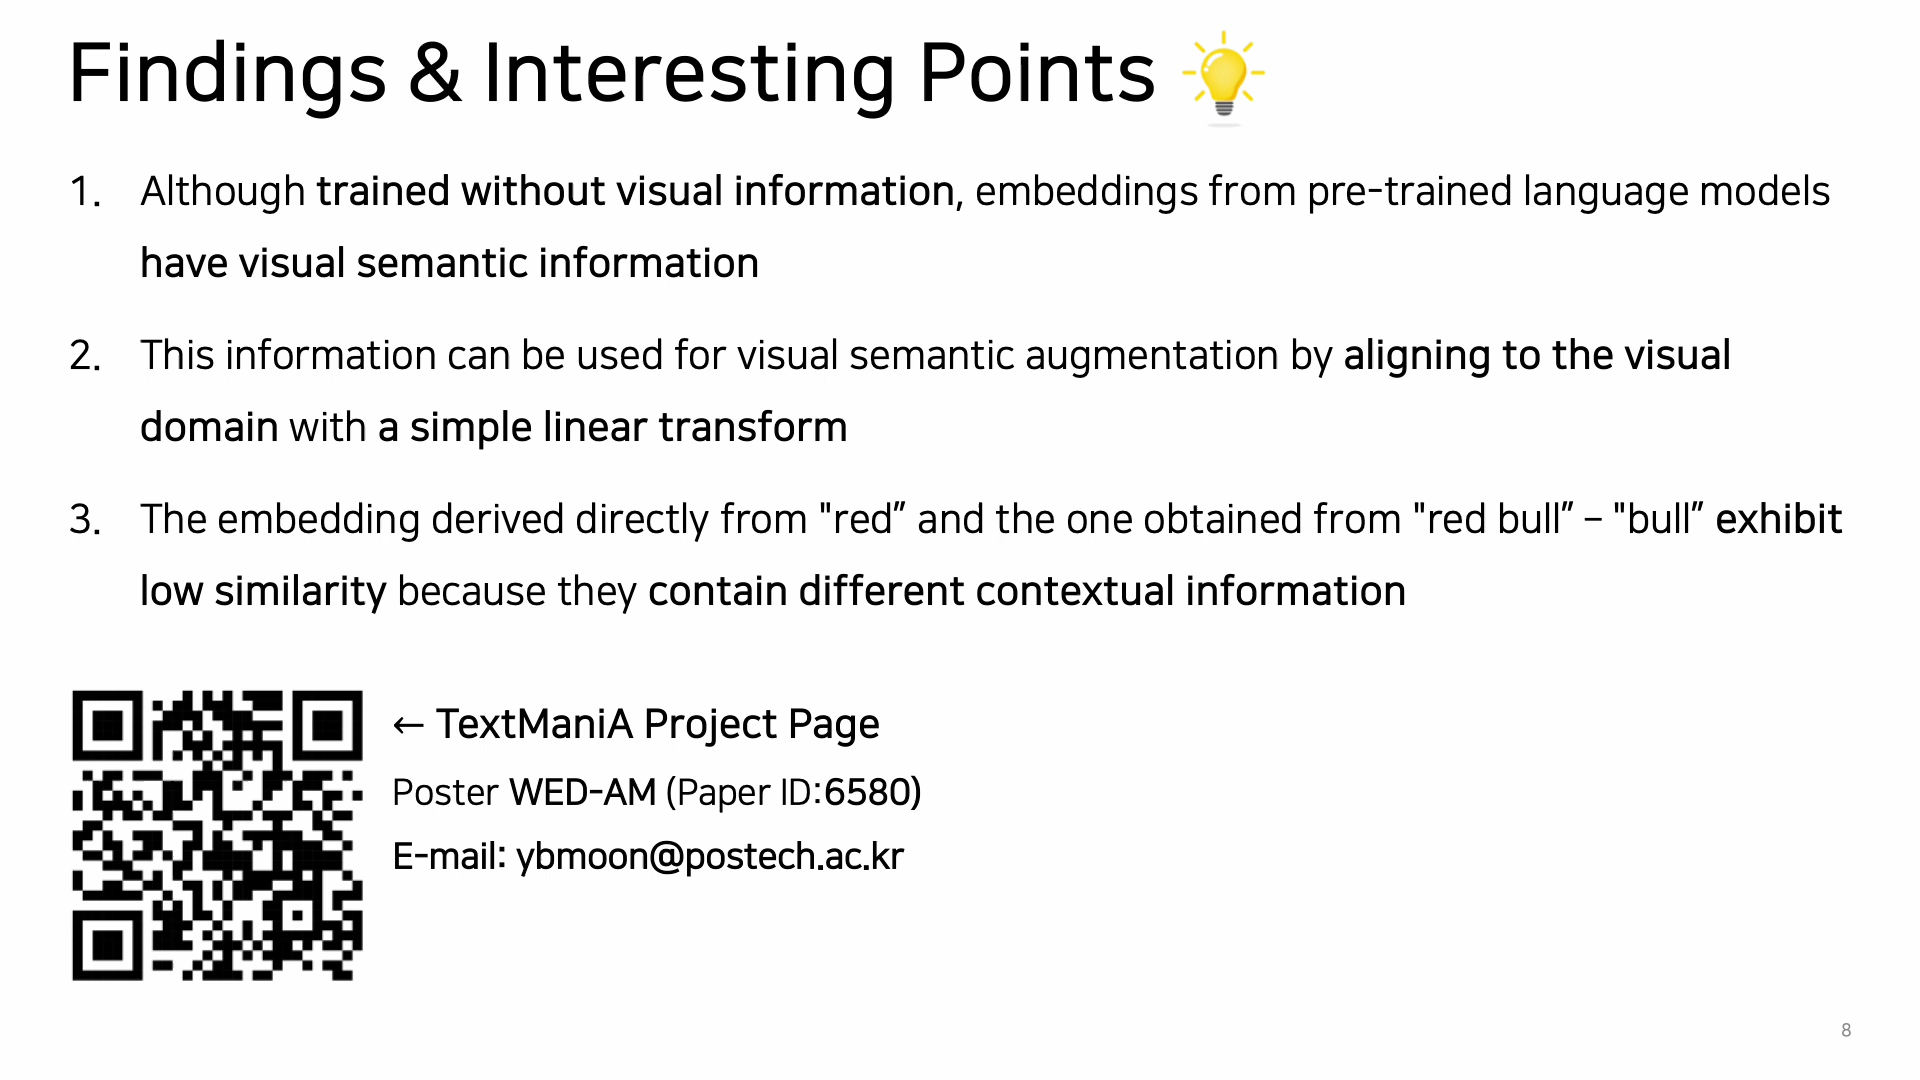 Findings & Interesting Points
1. Although trained without visual information, embeddings from pre-trained language models
have visual semantic information
2. This information can be used for visual semantic augmentation by aligning to the visual
domain with a simple linear transform
3. The embedding derived directly from "red” and the one obtained from "red bull” – "bull” exhibit
low similarity because they contain different contextual information
← TextManiA Project Page
Poster WED-AM (Paper ID:6580)
E-mail: ybmoon@postech.ac.kr
8